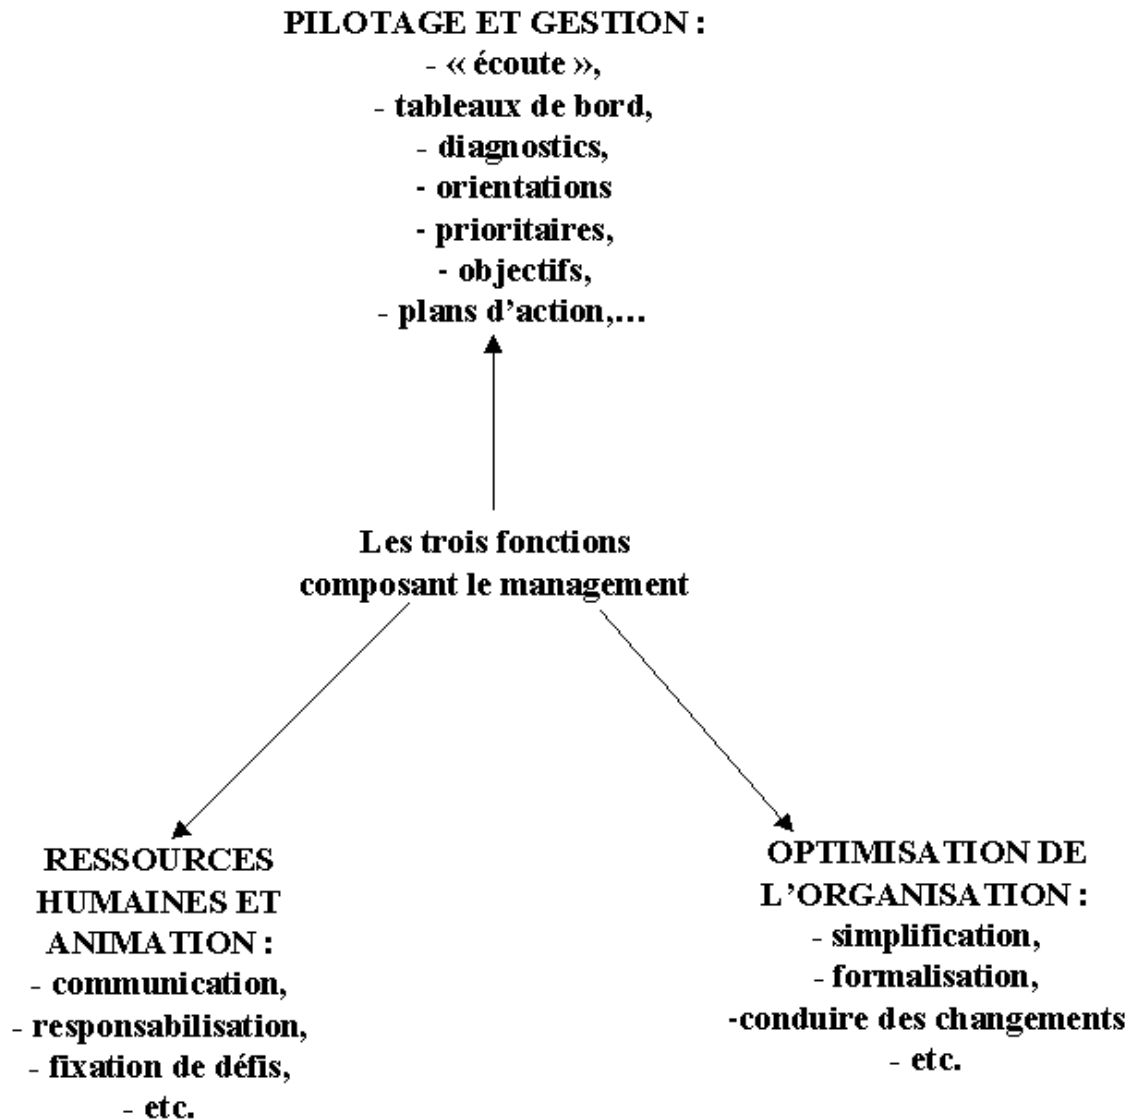 PILOTAGE ET GESTION :
- « écoute »,
- tableaux de bord,
- diagnostics,
- orientations
- prioritaires,
- objectifs,
- plans d’action,…
Les trois fonctions
composant le management
RESSOURCES
HUMAINES ET
ANIMATION :
- communication,
- responsabilisation,
- fixation de défis,
- etc.
OPTIMISATION DE
L’ORGANISATION :
- simplification,
- formalisation,
-conduire des changements
- etc.